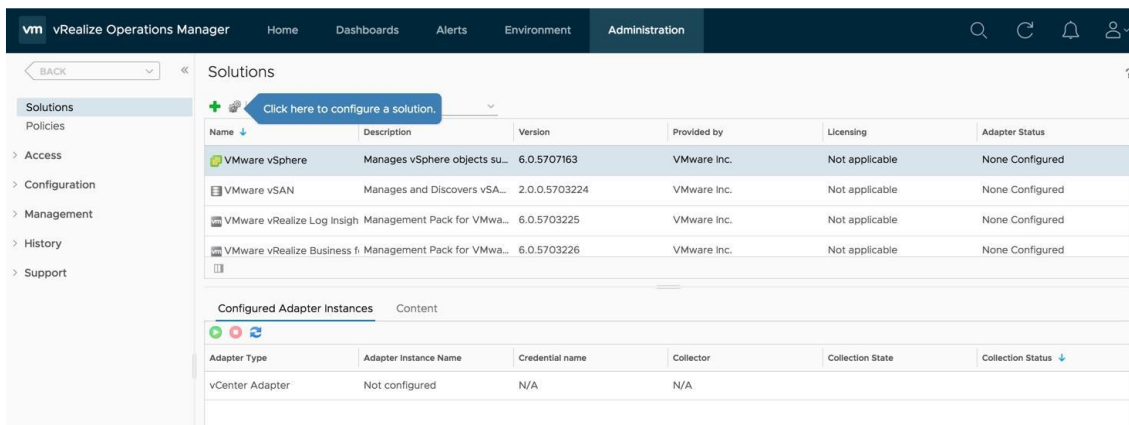 vm vRealize Operations Manager Home Dashboards Alerts Environment Administration
BACK
Solutions
Solutions
Policies
Access
Configuration
Management
History
Support
Click here to configure a solution.
Name Description Version Provided by Licensing Adapter Status
VMware vSphere Manages vSphere objects su... 6.0.5707163 VMware Inc. Not applicable None Configured
VMware vSAN Manages and Discovers vSA... 2.0.0.5703224 VMware Inc. Not applicable None Configured
vm VMware vRealize Log Insigh Management Pack for VMwa... 6.0.5703225 VMware Inc. Not applicable None Configured
vm VMware vRealize Business f Management Pack for VMwa... 6.0.5703226 VMware Inc. Not applicable None Configured
Configured Adapter Instances Content
Adapter Type Adapter Instance Name Credential name Collector Collection State Collection Status
vCenter Adapter Not configured N/A N/A